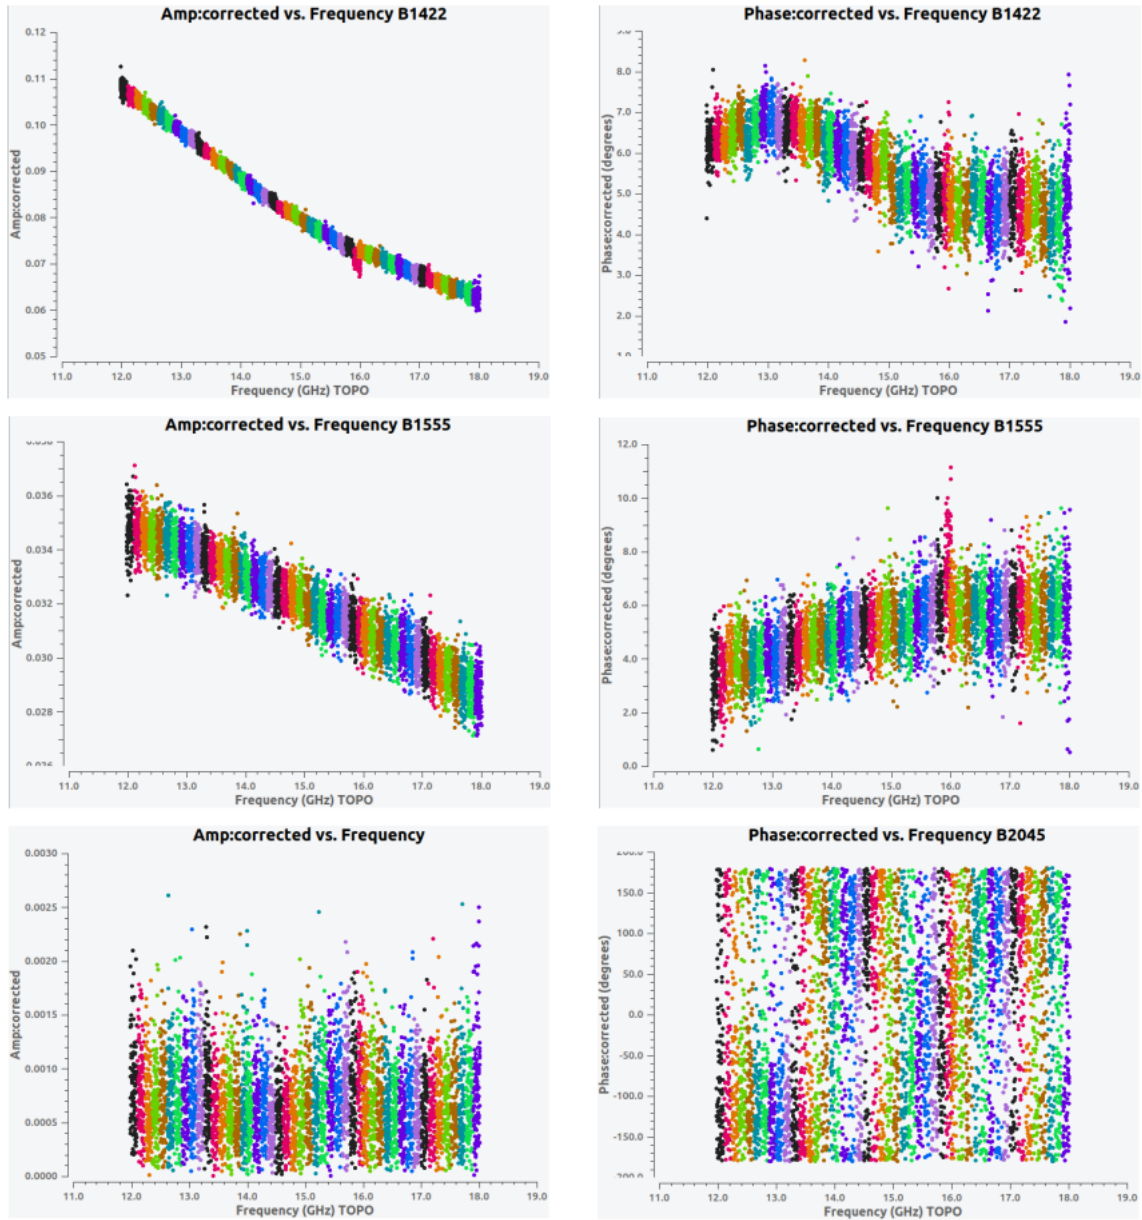 Amp:corrected vs. Frequency B1422
0.12
0.11
0.10
0.09
0.08
0.07
0.06
0.05
Amp:corrected
11.0 12.0 13.0 14.0 15.0 16.0 17.0 18.0 19.0
Frequency (GHz) TOPO
Phase:corrected vs. Frequency B1422
9.0
8.0
7.0
6.0
5.0
4.0
3.0
2.0
1.0
Phase:corrected (degrees)
11.0 12.0 13.0 14.0 15.0 16.0 17.0 18.0 19.0
Frequency (GHz) TOPO
Amp:corrected vs. Frequency B1555
0.038
0.036
0.034
0.032
0.030
0.028
0.026
Amp:corrected
11.0 12.0 13.0 14.0 15.0 16.0 17.0 18.0 19.0
Frequency (GHz) TOPO
Phase:corrected vs. Frequency B1555
12.0
10.0
8.0
6.0
4.0
2.0
0.0
Phase:corrected (degrees)
11.0 12.0 13.0 14.0 15.0 16.0 17.0 18.0 19.0
Frequency (GHz) TOPO
Amp:corrected vs. Frequency
0.0030
0.0025
0.0020
0.0015
0.0010
0.0005
0.0000
Amp:corrected
11.0 12.0 13.0 14.0 15.0 16.0 17.0 18.0 19.0
Frequency (GHz) TOPO
Phase:corrected vs. Frequency B2045
200.0
150.0
100.0
50.0
0.0
-50.0
-100.0
-150.0
-200.0
Phase:corrected (degrees)
11.0 12.0 13.0 14.0 15.0 16.0 17.0 18.0 19.0
Frequency (GHz) TOPO